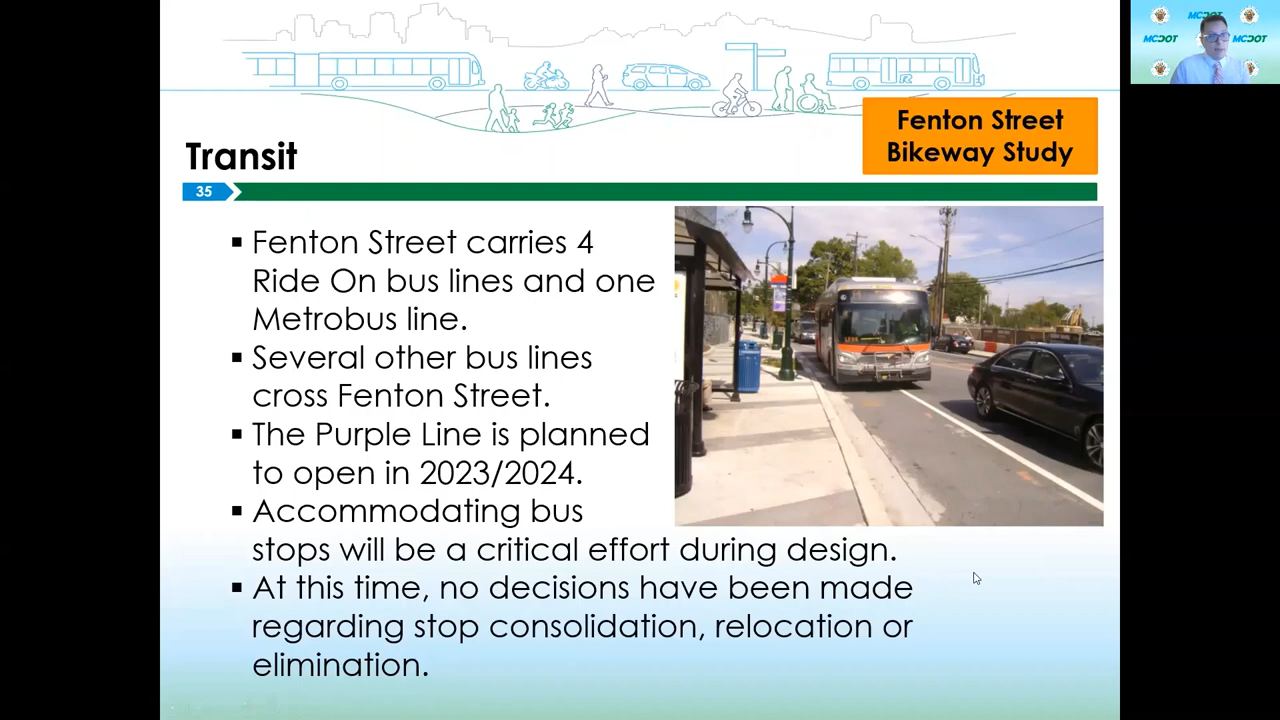 MCDOT
MCDOT
MCDOT
Fenton Street
Bikeway Study
Transit
35
▪ Fenton Street carries 4
Ride On bus lines and one
Metrobus line.
▪ Several other bus lines
cross Fenton Street.
▪ The Purple Line is planned
to open in 2023/2024.
▪ Accommodating bus
stops will be a critical effort during design.
▪ At this time, no decisions have been made
regarding stop consolidation, relocation or
elimination.